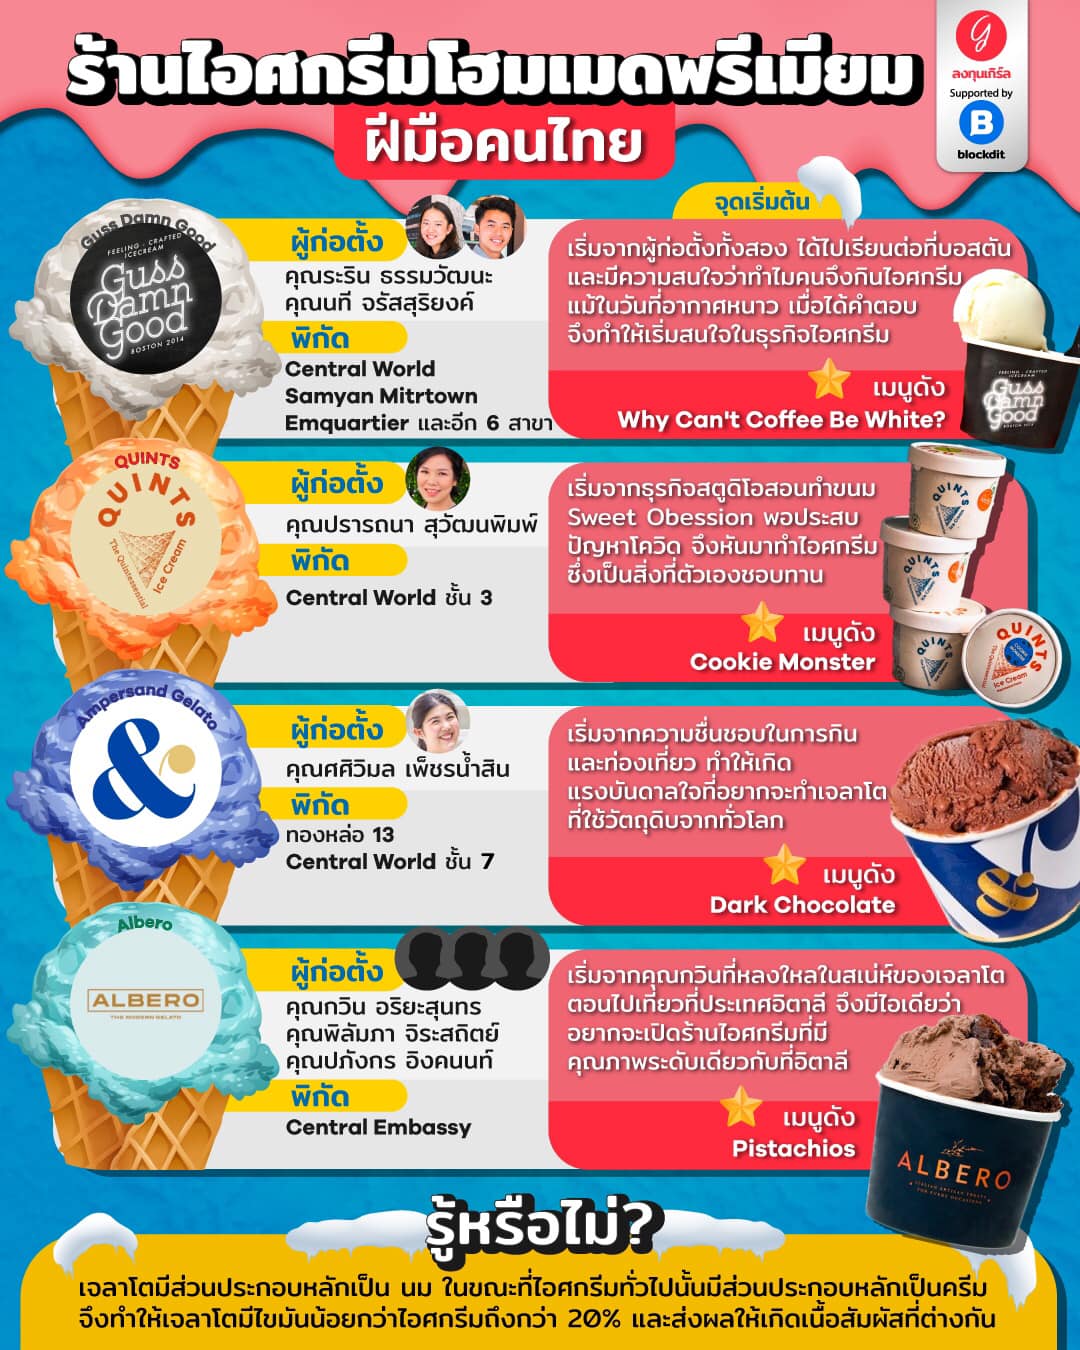 ร้านไอศกรีมโฮมเมดพรีเมียม
ฝีมือคนไทย
ลงทุนเกิร์ล
Supported by
blockdit
จุดเริ่มต้น
Guss Damn Good
FEELING - CRAFTED
ICECREAM
Guss
Damn
Good
BOSTON 2014
ผู้ก่อตั้ง
คุณระริน ธรรมวัฒนะ
คุณนที จรัสสุริยงค์
พิกัด
Central World
Samyan Mitrtown
Emquartier และอีก 6 สาขา
เริ่มจากผู้ก่อตั้งทั้งสอง ได้ไปเรียนต่อที่บอสตัน
และมีความสนใจว่าทำไมคนจึงกินไอศกรีม
แม้ในวันที่อากาศหนาว เมื่อได้คำตอบ
จึงทำให้เริ่มสนใจในธุรกิจไอศกรีม
เมนูดัง
Why Can't Coffee Be White?
FEELING - CRAFTED
ICECREAM
Guss
Damn
Good
QUINTS
QUINTS
The Quintessential
Ice Cream
ผู้ก่อตั้ง
คุณปรารถนา สุวัฒนพิมพ์
พิกัด
Central World ชั้น 3
เริ่มจากธุรกิจสตูดิโอสอนทำขนม
Sweet Obession พอประสบ
ปัญหาโควิด จึงหันมาทำไอศกรีม
ซึ่งเป็นสิ่งที่ตัวเองชอบทาน
เมนูดัง
Cookie Monster
QUINTS
QUINTS
QUINTS
QUINTS
Ice Cream
Ampersand Gelato
&
ผู้ก่อตั้ง
คุณศศิวิมล เพ็ชรน้ำสิน
พิกัด
ทองหล่อ 13
Central World ชั้น 7
เริ่มจากความชื่นชอบในการกิน
และท่องเที่ยว ทำให้เกิด
แรงบันดาลใจที่อยากจะทำเจลาโต
ที่ใช้วัตถุดิบจากทั่วโลก
เมนูดัง
Dark Chocolate
Albero
ALBERO
THE MODERN GELATO
ผู้ก่อตั้ง
คุณกวิน อริยะสุนทร
คุณพิลัมภา จิระสถิตย์
คุณปภังกร อิงคนนท์
พิกัด
Central Embassy
เริ่มจากคุณกวินที่หลงใหลในสเน่ห์ของเจลาโต
ตอนไปเที่ยวที่ประเทศอิตาลี จึงมีไอเดียว่า
อยากจะเปิดร้านไอศกรีมที่มี
คุณภาพระดับเดียวกับที่อิตาลี
เมนูดัง
Pistachios
ALBERO
รู้หรือไม่?
เจลาโตมีส่วนประกอบหลักเป็น นม ในขณะที่ไอศกรีมทั่วไปนั้นมีส่วนประกอบหลักเป็นครีม
จึงทำให้เจลาโตมีไขมันน้อยกว่าไอศกรีมถึงกว่า 20% และส่งผลให้เกิดเนื้อสัมผัสที่ต่างกัน